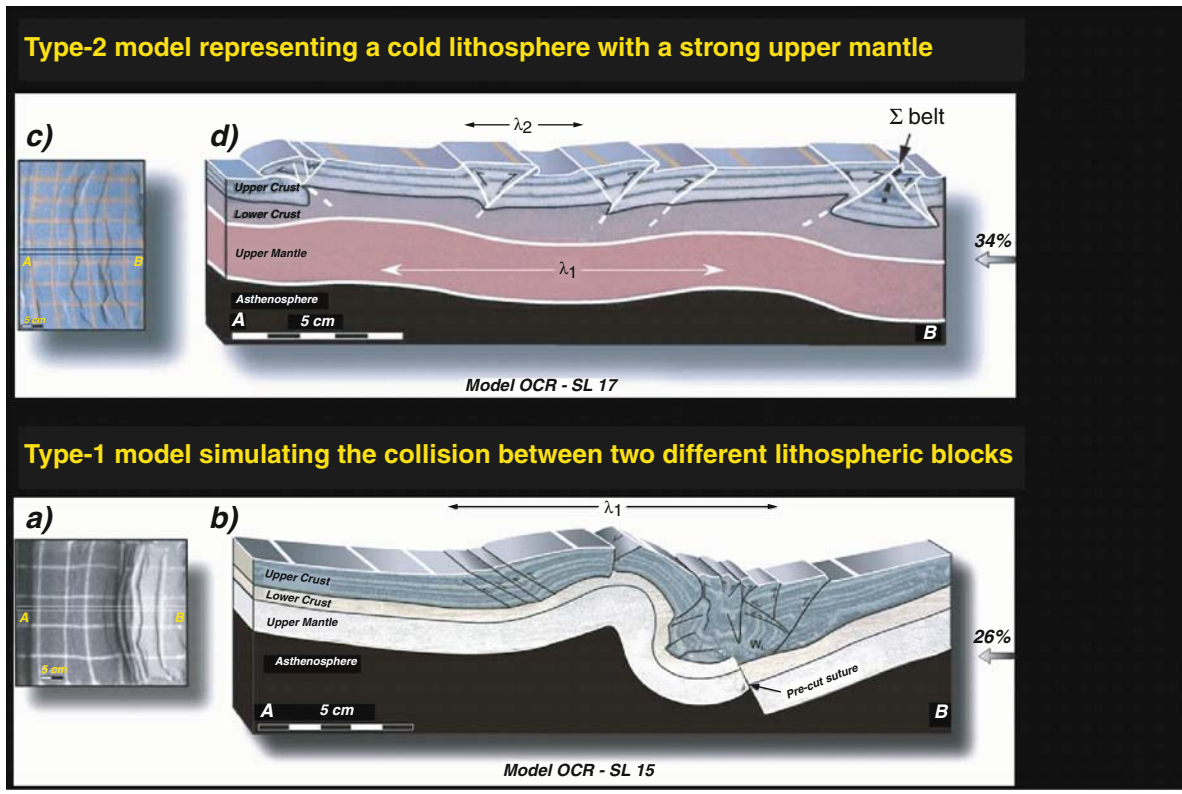 Type-2 model representing a cold lithosphere with a strong upper mantle
c)
A
B
5 cm
d)
λ2
Σ belt
Upper Crust
Lower Crust
Upper Mantle
λ1
34%
Asthenosphere
A
5 cm
B
Model OCR - SL 17
Type-1 model simulating the collision between two different lithospheric blocks
a)
A
B
5 cm
b)
λ1
Upper Crust
Lower Crust
Upper Mantle
26%
Asthenosphere
Pre-cut suture
A
5 cm
B
Model OCR - SL 15